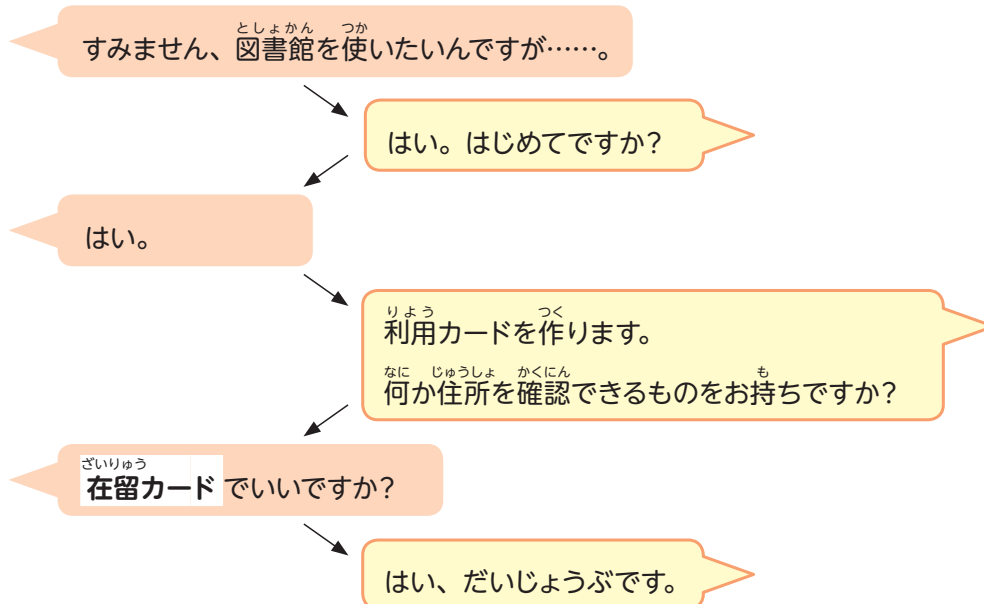 すみません、図書館を使いたいんですが……。
はい。はじめてですか？
はい。
利用カードを作ります。
何か住所を確認できるものをお持ちですか？
在留カードでいいですか？
はい、だいじょうぶです。